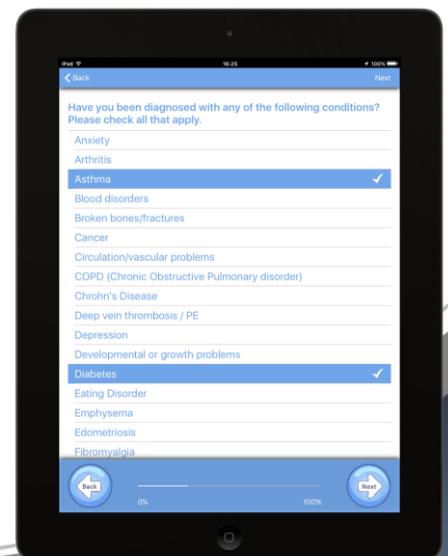 iPad 16:25 100%
Back Next
Have you been diagnosed with any of the following conditions?
Please check all that apply.
Anxiety
Arthritis
Asthma
Blood disorders
Broken bones/fractures
Cancer
Circulation/vascular problems
COPD (Chronic Obstructive Pulmonary disorder)
Chrohn's Disease
Deep vein thrombosis / PE
Depression
Developmental or growth problems
Diabetes
Eating Disorder
Emphysema
Edometriosis
Fibromyalgia
Back Next
0% 100%